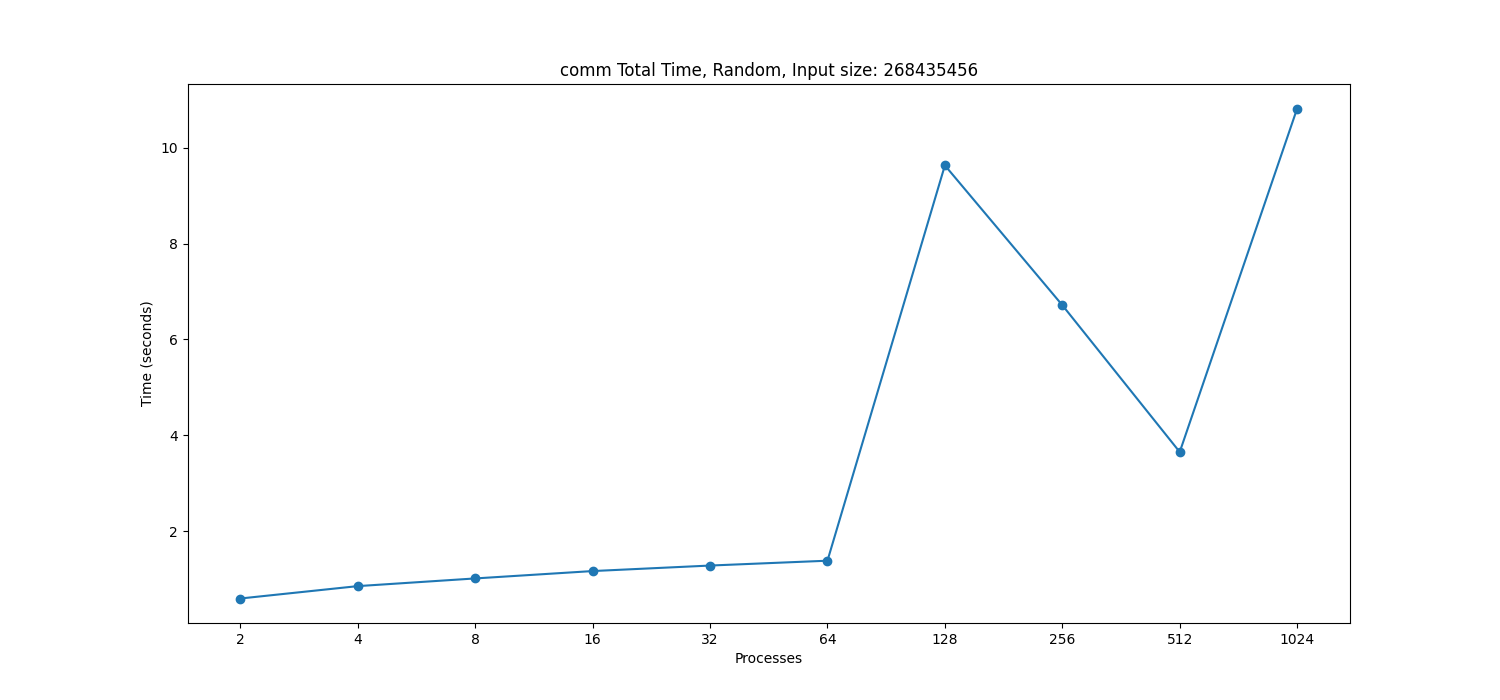 comm Total Time, Random, Input size: 268435456
10
8
6
4
2
Time (seconds)
2 4 8 16 32 64 128 256 512 1024
Processes